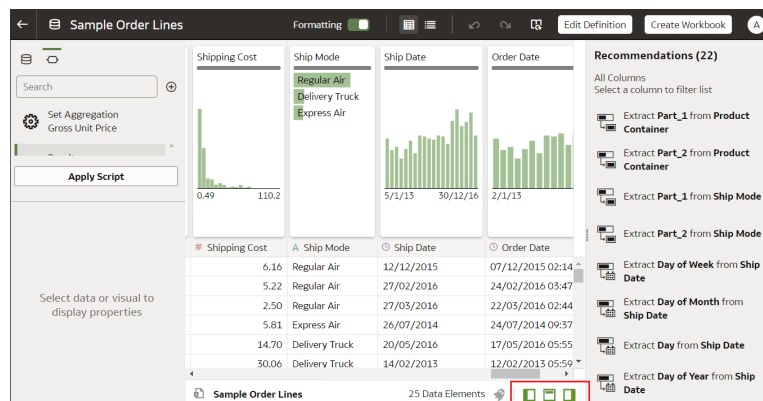 Sample Order Lines
Formatting
Edit Definition
Create Workbook
A
Search
Set Aggregation
Gross Unit Price
Apply Script
Select data or visual to
display properties
Shipping Cost
0.49 110.2
Ship Mode
Regular Air
Delivery Truck
Express Air
Ship Date
5/1/13 30/12/16
Order Date
2/1/13
# Shipping Cost A Ship Mode Ship Date Order Date
6.16 Regular Air 12/12/2015 07/12/2015 02:14
5.22 Regular Air 27/02/2016 24/02/2016 03:47
2.50 Regular Air 27/03/2016 22/03/2016 02:44
5.81 Express Air 26/07/2014 24/07/2014 09:37
14.70 Delivery Truck 20/05/2016 17/05/2016 05:55
30.06 Delivery Truck 14/02/2013 12/02/2013 05:59
Sample Order Lines 25 Data Elements
Recommendations (22)
All Columns
Select a column to filter list
Extract Part_1 from Product
Container
Extract Part_2 from Product
Container
Extract Part_1 from Ship Mode
Extract Part_2 from Ship Mode
Extract Day of Week from Ship
Date
Extract Day of Month from
Ship Date
Extract Day from Ship Date
Extract Day of Year from Ship
Date